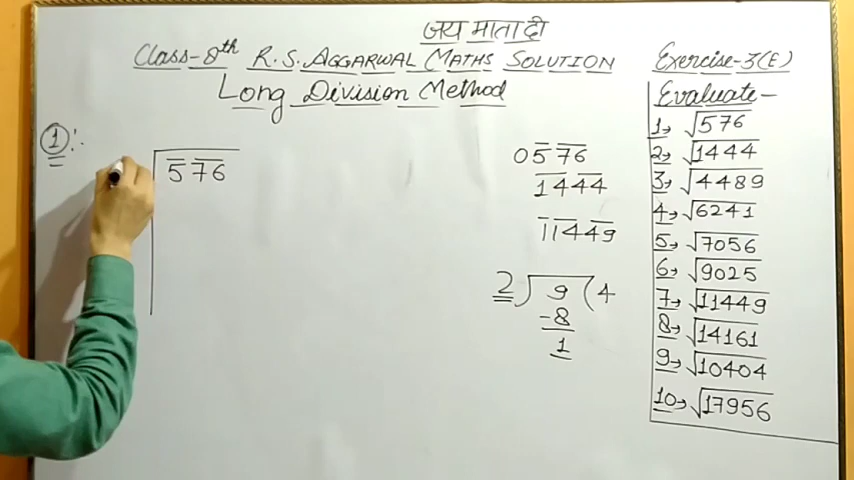 जय माता दी
Class-8th R.S. AGGARWAL MATHS SOLUTION
Long Division Method
Exercise-3(E)
Evaluate-
1→ √576
2→ √1444
3→ √4489
4→ √6241
5→ √7056
6→ √9025
7→ √11449
8→ √14161
9→ √10404
10→ √17956
1:-
576
0576
1444
11449
2 ) 9 ( 4
-8
1